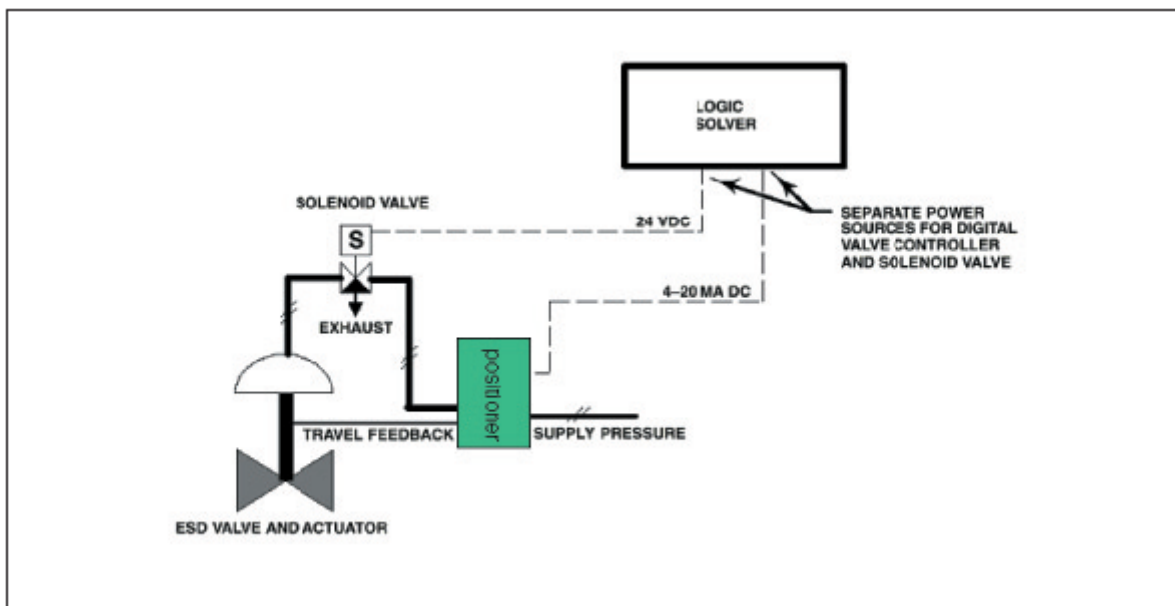 LOGIC
SOLVER
SOLENOID VALVE
S
24 VDC
SEPARATE POWER
SOURCES FOR DIGITAL
VALVE CONTROLLER
AND SOLENOID VALVE
4–20 MA DC
EXHAUST
positioner
TRAVEL FEEDBACK
SUPPLY PRESSURE
ESD VALVE AND ACTUATOR